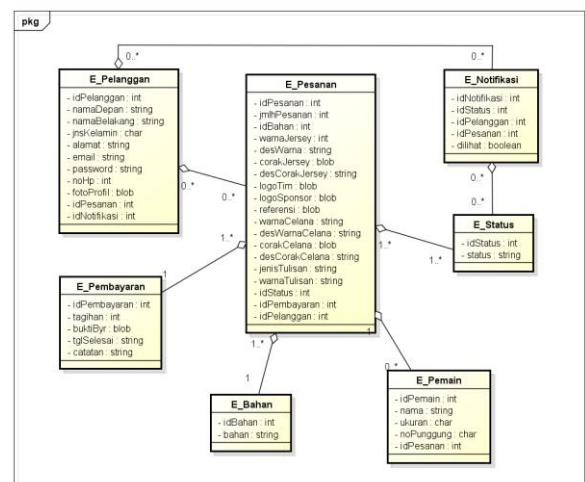 pkg
E_Pelanggan
- idPelanggan : int
- namaDepan : string
- namaBelakang : string
- jnsKelamin : char
- alamat : string
- email : string
- password : string
- noHp : int
- fotoProfil : blob
- idPesanan : int
- idNotifikasi : int
0..*
0..*
E_Pesanan
- idPesanan : int
- jmlhPesanan : int
- idBahan : int
- warnaJersey : int
- desWarna : string
- corakJersey : blob
- desCorakJersey : string
- logoTim : blob
- logoSponsor : blob
- referensi : blob
- warnaCelana : string
- desWarnaCelana : string
- corakCelana : blob
- desCorakCelana : string
- jenisTulisan : string
- warnaTulisan : string
- idStatus : int
- idPembayaran : int
- idPelanggan : int
E_Notifikasi
- idNotifikasi : int
- idStatus : int
- idPelanggan : int
- idPesanan : int
- dilihat : boolean
0..*
0..*
0..*
0..*
E_Status
- idStatus : int
- status : string
1..*
1..*
1..*
1
E_Pembayaran
- idPembayaran : int
- tagihan : int
- buktiByr : blob
- tglSelesai : string
- catatan : string
1..*
1
1
0..*
E_Bahan
- idBahan : int
- bahan : string
E_Pemain
- idPemain : int
- nama : string
- ukuran : char
- noPunggung : char
- idPesanan : int